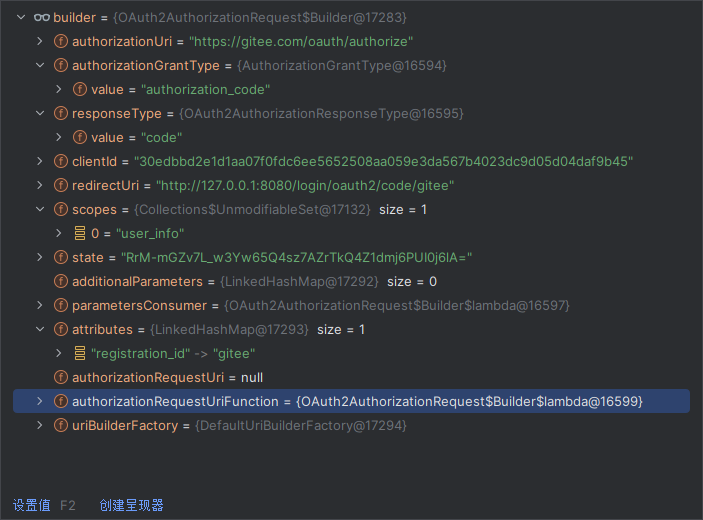 builder = {OAuth2AuthorizationRequest$Builder@17283}
authorizationUri = "https://gitee.com/oauth/authorize"
authorizationGrantType = {AuthorizationGrantType@16594}
value = "authorization_code"
responseType = {OAuth2AuthorizationResponseType@16595}
value = "code"
clientId = "30edbbd2e1d1aa07f0fdc6ee5652508aa059e3da567b4023dc9d05d04daf9b45"
redirectUri = "http://127.0.0.1:8080/login/oauth2/code/gitee"
scopes = {Collections$UnmodifiableSet@17132} size = 1
0 = "user_info"
state = "RrM-mGZv7L_w3Yw65Q4sz7AZrTkQ4Z1dmj6PUI0j6lA="
additionalParameters = {LinkedHashMap@17292} size = 0
parametersConsumer = {OAuth2AuthorizationRequest$Builder$lambda@16597}
attributes = {LinkedHashMap@17293} size = 1
"registration_id" -> "gitee"
authorizationRequestUri = null
authorizationRequestUriFunction = {OAuth2AuthorizationRequest$Builder$lambda@16599}
uriBuilderFactory = {DefaultUriBuilderFactory@17294}
设置值 F2 创建呈现器